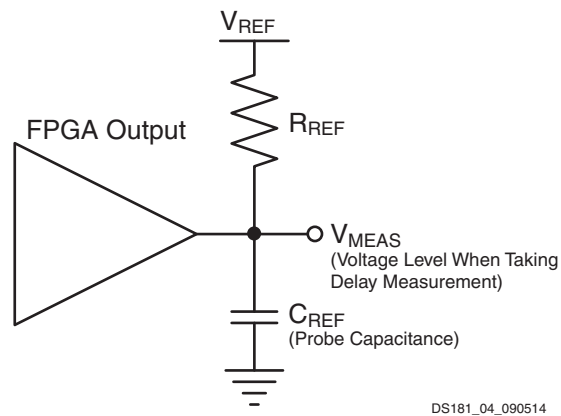 VREF
FPGA Output
RREF
VMEAS
(Voltage Level When Taking
Delay Measurement)
CREF
(Probe Capacitance)
DS181_04_090514